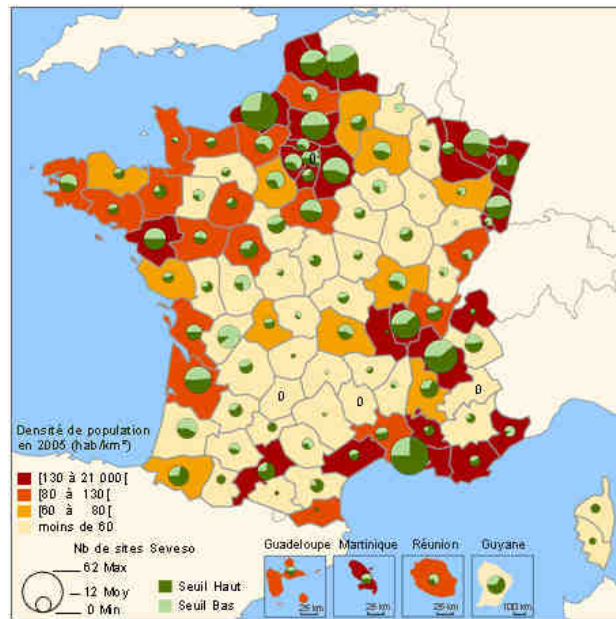 0
0
0
0
Densité de population
en 2005 (hab/km²)
[130 à 21 000[
[80 à 130[
[60 à 80[
moins de 60
Nb de sites Seveso
62 Max
12 Moy
0 Min
Seuil Haut
Seuil Bas
Guadeloupe Martinique Réunion Guyane
25 km 25 km 25 km 100 km